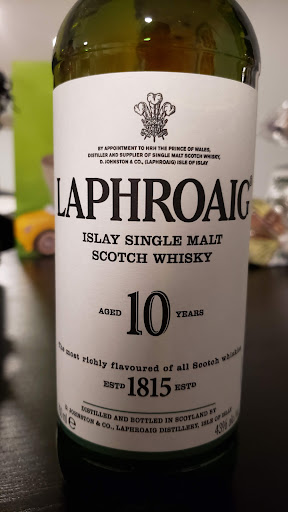 BY APPOINTMENT TO HRH THE PRINCE OF WALES,
DISTILLER AND SUPPLIER OF SINGLE MALT SCOTCH WHISKY,
D. JOHNSTON & CO., (LAPHROAIG) ISLE OF ISLAY
LAPHROAIG
ISLAY SINGLE MALT
SCOTCH WHISKY
AGED 10 YEARS
The most richly flavoured of all Scotch whiskies
ESTD 1815 ESTD
DISTILLED AND BOTTLED IN SCOTLAND BY
D. JOHNSTON & CO., LAPHROAIG DISTILLERY, ISLE OF ISLAY
℮ 43%